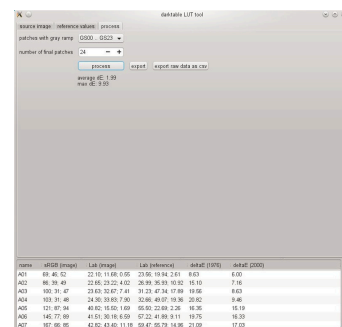 darktable LUT tool
source image reference values process
patches with gray ramp GS00 .. GS23
number of final patches 24 − +
process export export raw data as csv
average dE: 1.99
max dE: 9.93
name sRGB (image) Lab (image) Lab (reference) deltaE (1976) deltaE (2000)
A01 69; 46; 52 22.10; 11.68; 0.55 23.56; 18.94; 2.61 8.63 6.00
A02 86; 39; 49 22.65; 23.02; 4.02 26.99; 35.93; 10.92 15.10 7.16
A03 100; 31; 47 23.63; 32.67; 7.41 31.23; 47.34; 17.89 19.56 8.63
A04 103; 31; 48 24.30; 33.83; 7.90 32.66; 49.07; 19.36 20.82 9.46
A05 121; 87; 94 40.82; 15.50; 1.69 55.50; 22.69; 2.26 16.35 15.19
A06 145; 77; 89 41.51; 30.18; 6.59 57.22; 41.88; 9.11 19.75 16.33
A07 167; 66; 85 42.82; 43.40; 11.18 59.47; 55.79; 14.96 21.09 17.03